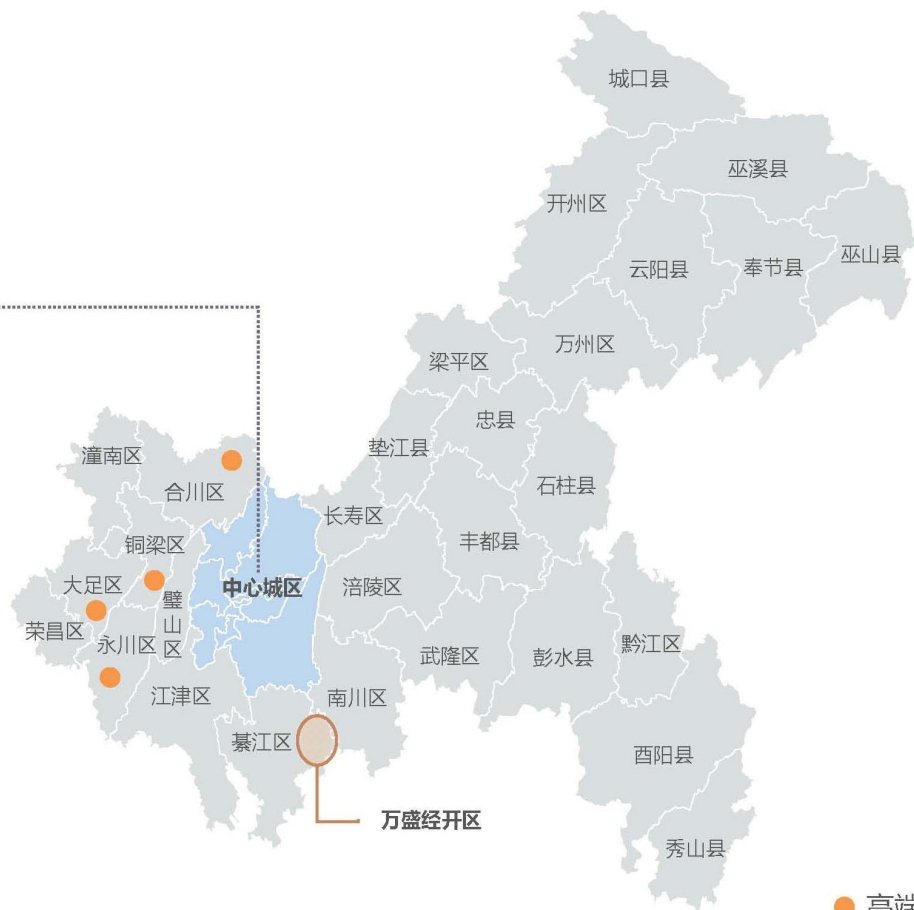 城口县
巫溪县
开州区
巫山县
云阳县
奉节县
万州区
梁平区
忠县
垫江县
潼南区
石柱县
合川区
长寿区
铜梁区
丰都县
大足区
中心城区
涪陵区
璧山区
荣昌区
永川区
武隆区
彭水县
黔江区
江津区
南川区
綦江区
酉阳县
万盛经开区
秀山县
高端